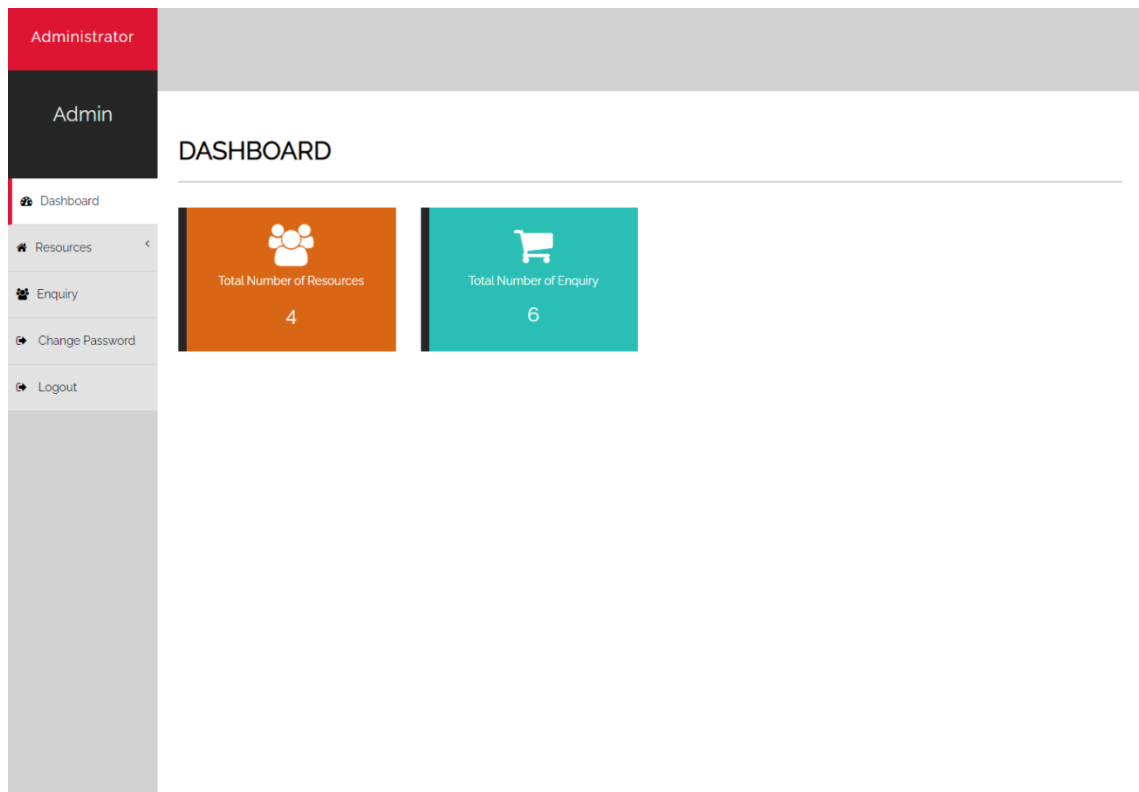 Administrator
Admin
Dashboard
Resources
Enquiry
Change Password
Logout
DASHBOARD
Total Number of Resources
4
Total Number of Enquiry
6